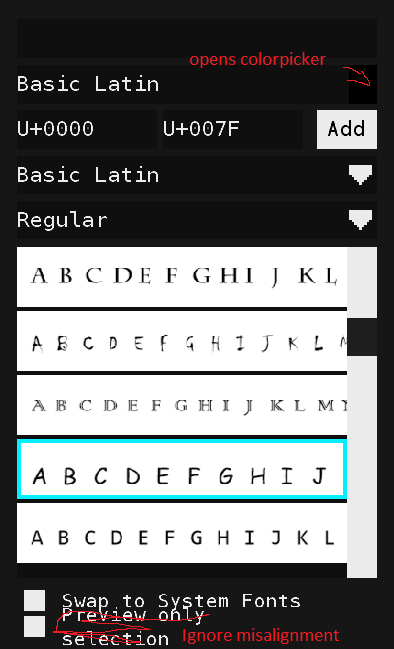 opens colorpicker
Basic Latin
U+0000 U+007F Add
Basic Latin
Regular
A B C D E F G H I J K L
A B C D E F G H I J K L
A B C D E F G H I J K L M
A B C D E F G H I J
A B C D E F G H I J K L
Swap to System Fonts
Preview only
selection Ignore misalignment